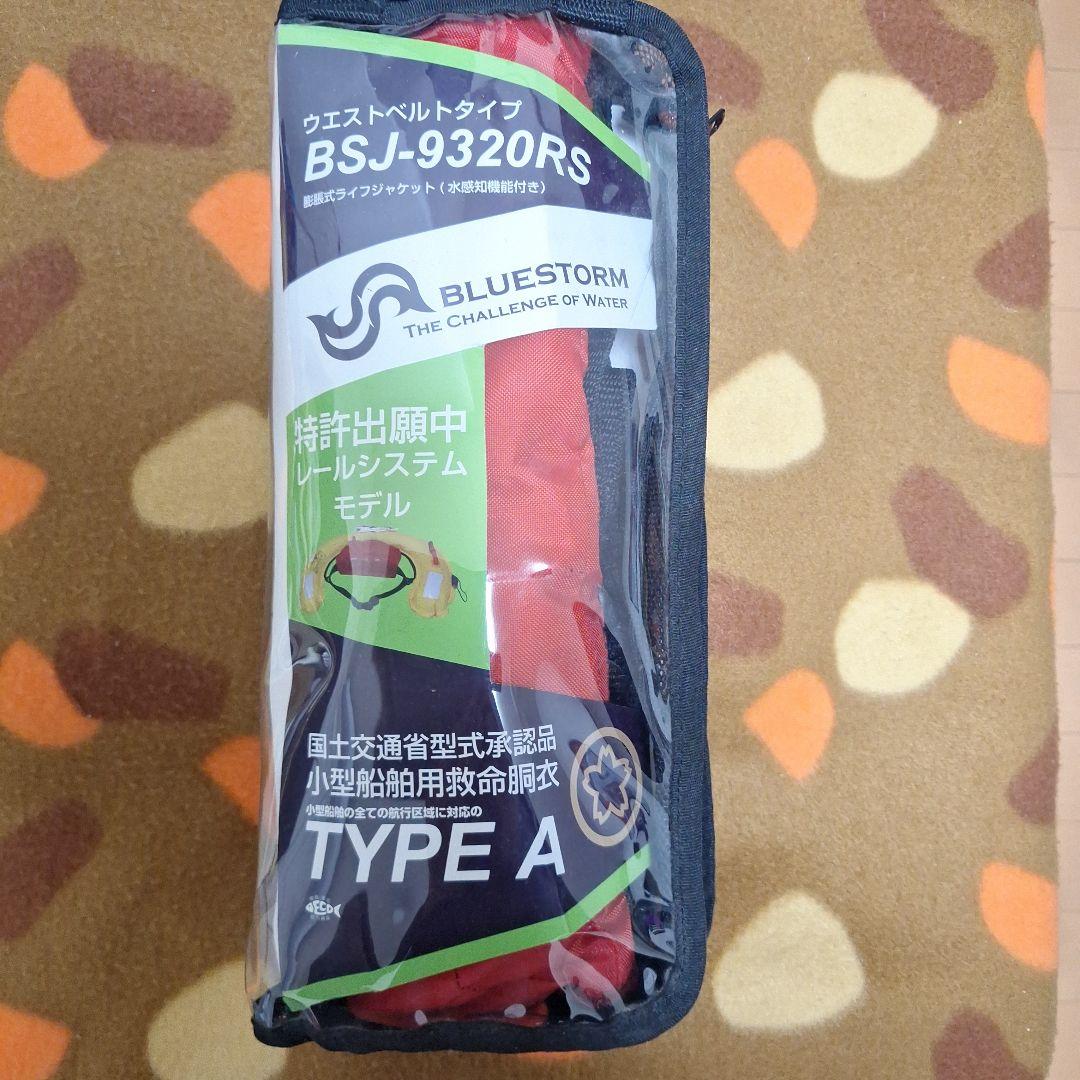 ウエストベルトタイプ
BSJ-9320RS
膨脹式ライフジャケット（水感知機能付き）
BLUESTORM
THE CHALLENGE OF WATER
特許出願中
レールシステム
モデル
国土交通省型式承認品
小型船舶用救命胴衣
小型船舶の全ての航行区域に対応の
TYPE A